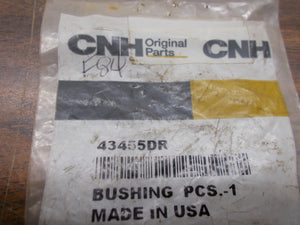 CNH Original Parts CNH
E84
43455DR
BUSHING PCS.-1
MADE IN USA